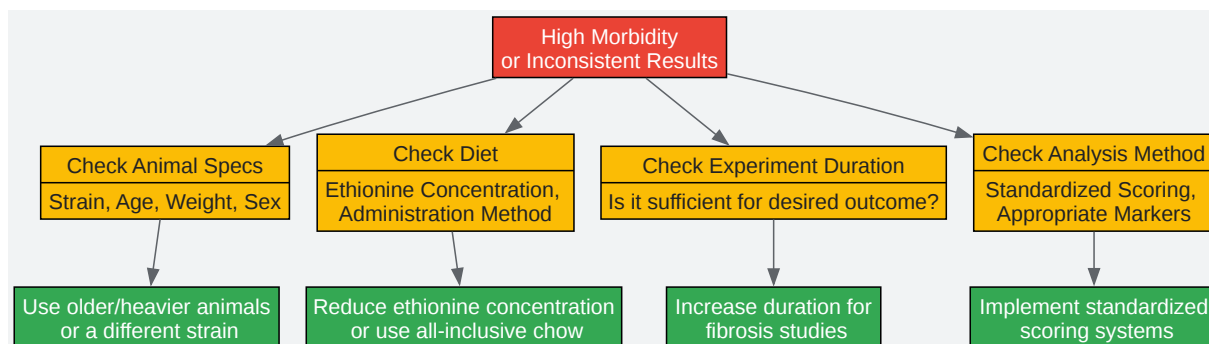 High Morbidity
or Inconsistent Results
Check Animal Specs
Strain, Age, Weight, Sex
Check Diet
Ethionine Concentration,
Administration Method
Check Experiment Duration
Is it sufficient for desired outcome?
Check Analysis Method
Standardized Scoring,
Appropriate Markers
Use older/heavier animals
or a different strain
Reduce ethionine concentration
or use all-inclusive chow
Increase duration for
fibrosis studies
Implement standardized
scoring systems